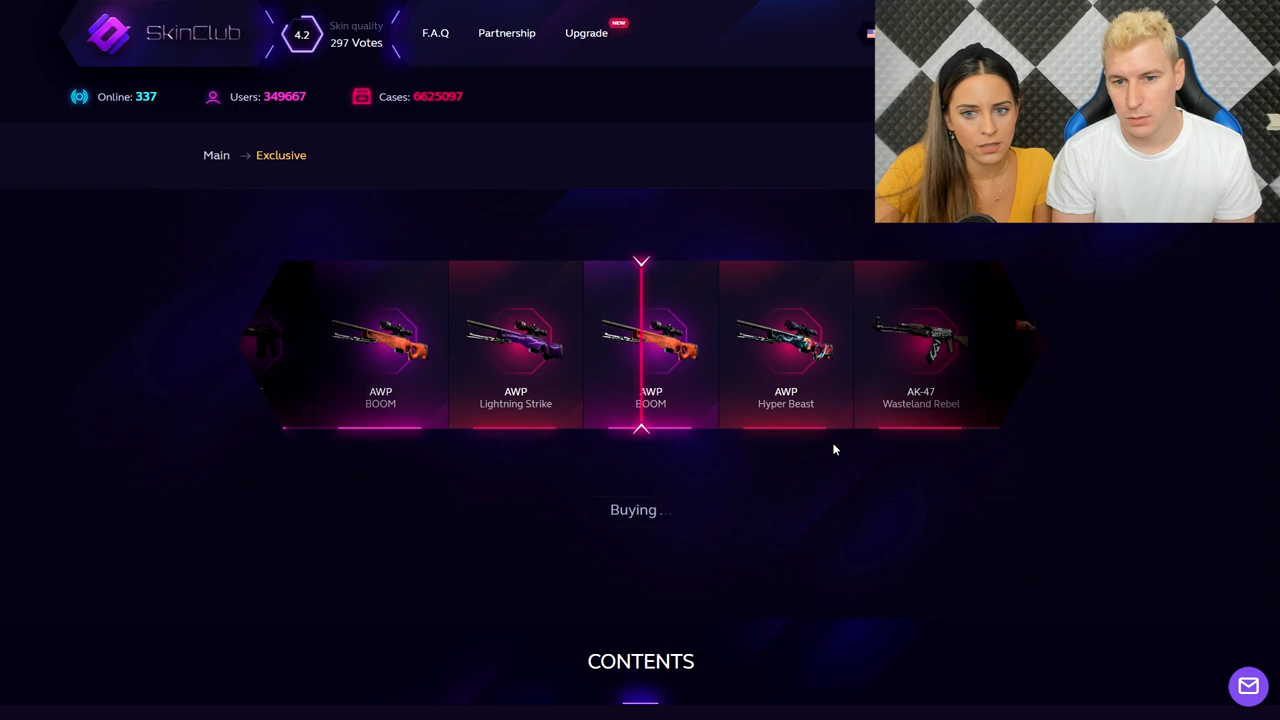 SkinClub
4.2
Skin quality
297 Votes
F.A.Q
Partnership
Upgrade
NEW
Online: 337
Users: 349667
Cases: 6625097
Main → Exclusive
AWP
BOOM
AWP
Lightning Strike
AWP
BOOM
AWP
Hyper Beast
AK-47
Wasteland Rebel
Buying...
CONTENTS